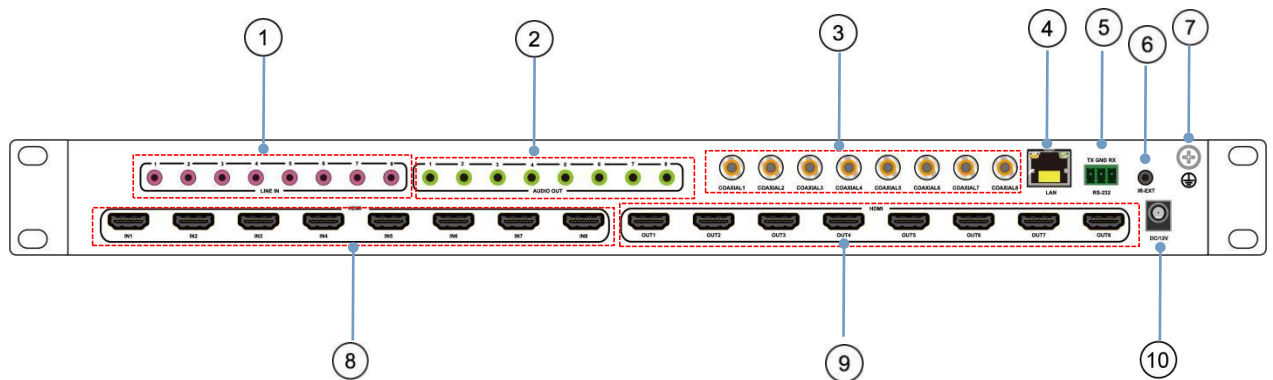 1 2 3 4 5 6 7
1 2 3 4 5 6 7 8
1 2 3 4 5 6 7 8
TX GND RX
LINE IN
AUDIO OUT
COAXIAL1 COAXIAL2 COAXIAL3 COAXIAL4 COAXIAL5 COAXIAL6 COAXIAL7 COAXIAL8
LAN
RS-232
IR-EXT
HDMI
HDMI
IN1 IN2 IN3 IN4 IN5 IN6 IN7 IN8
OUT1 OUT2 OUT3 OUT4 OUT5 OUT6 OUT7 OUT8
DC/12V
8 9 10